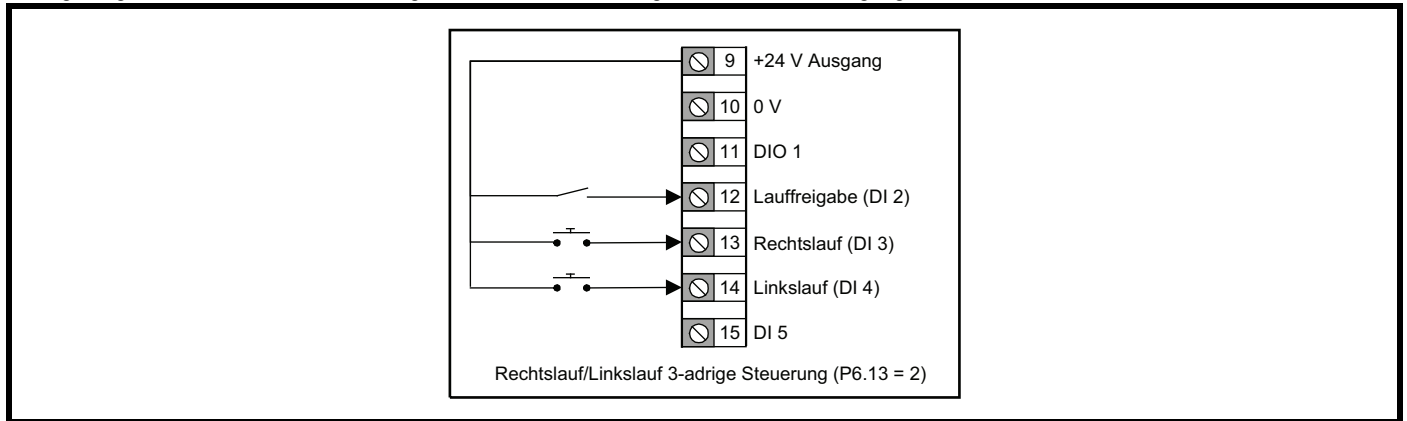 9 +24 V Ausgang
10 0 V
11 DIO 1
12 Lauffreigabe (DI 2)
13 Rechtslauf (DI 3)
14 Linkslauf (DI 4)
15 DI 5
Rechtslauf/Linkslauf 3-adrige Steuerung (P6.13 = 2)